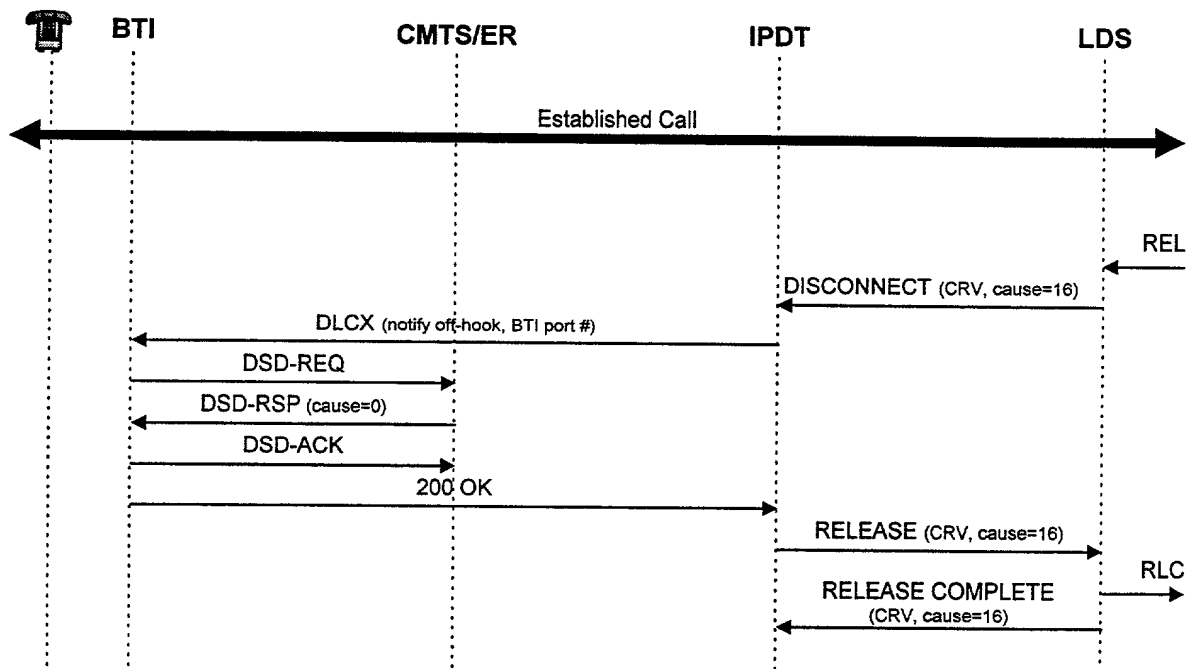 BTI
CMTS/ER
IPDT
LDS
Established Call
REL
DISCONNECT (CRV, cause=16)
DLCX (notify off-hook, BTI port #)
DSD-REQ
DSD-RSP (cause=0)
DSD-ACK
200 OK
RELEASE (CRV, cause=16)
RLC
RELEASE COMPLETE
(CRV, cause=16)